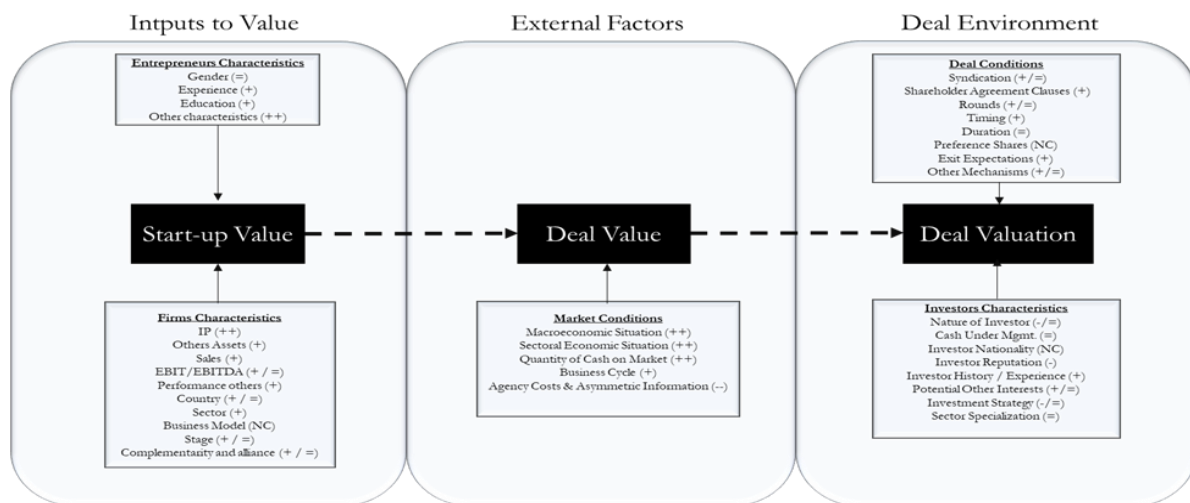 Intputs to Value
External Factors
Deal Environment
Entrepreneurs Characteristics
Gender (=)
Experience (+)
Education (+)
Other characteristics (++)
Start-up Value
Firms Characteristics
IP (++)
Others Assets (+)
Sales (+)
EBIT/EBITDA (+ / =)
Performance others (+)
Country (+ / =)
Sector (+)
Business Model (NC)
Stage (+ / =)
Complementarity and alliance (+ / =)
Deal Value
Market Conditions
Macroeconomic Situation (++)
Sectoral Economic Situation (++)
Quantity of Cash on Market (++)
Business Cycle (+)
Agency Costs & Asymmetric Information (--)
Deal Conditions
Syndication (+/=)
Shareholder Agreement Clauses (+)
Rounds (+/=)
Timing (+)
Duration (=)
Preference Shares (NC)
Exit Expectations (+)
Other Mechanisms (+/=)
Deal Valuation
Investors Characteristics
Nature of Investor (-/=)
Cash Under Mgmt. (=)
Investor Nationality (NC)
Investor Reputation (-)
Investor History / Experience (+)
Potential Other Interests (+/=)
Investment Strategy (-/=)
Sector Specialization (=)